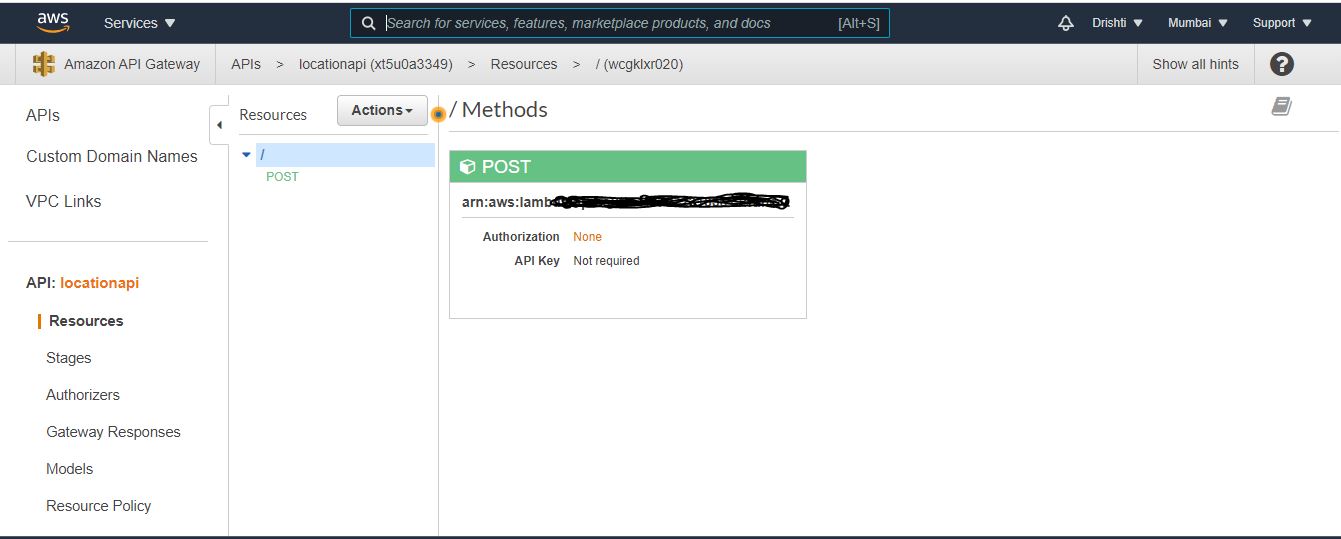 aws Services Search for services, features, marketplace products, and docs [Alt+S] Drishti Mumbai Support
Amazon API Gateway APIs > locationapi (xt5u0a3349) > Resources > / (wcgklxr020) Show all hints ?
APIs
Custom Domain Names
VPC Links
API: locationapi
Resources
Stages
Authorizers
Gateway Responses
Models
Resource Policy
Resources Actions
/
POST
/ Methods
POST
arn:aws:lamb
Authorization None
API Key Not required